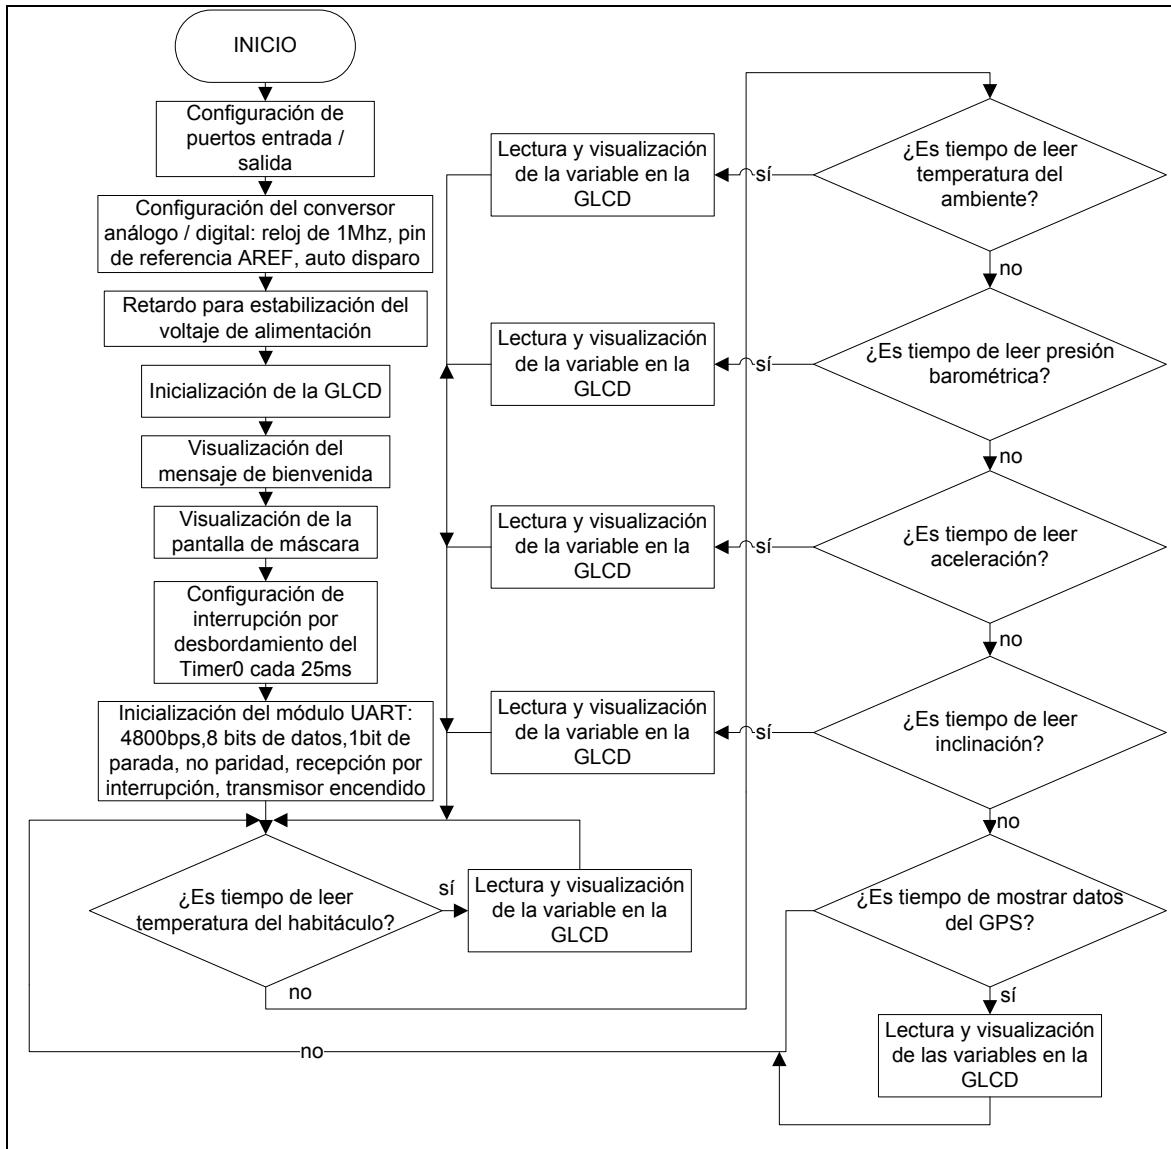 INICIO
Configuración de
puertos entrada /
salida
Configuración del conversor
análogo / digital: reloj de 1Mhz, pin
de referencia AREF, auto disparo
Retardo para estabilización del
voltaje de alimentación
Inicialización de la GLCD
Visualización del
mensaje de bienvenida
Visualización de la
pantalla de máscara
Configuración de
interrupción por
desbordamiento del
Timer0 cada 25ms
Inicialización del módulo UART:
4800bps,8 bits de datos,1bit de
parada, no paridad, recepción por
interrupción, transmisor encendido
¿Es tiempo de leer
temperatura del habitáculo?
sí
Lectura y visualización
de la variable en la
GLCD
no
¿Es tiempo de leer
temperatura del
ambiente?
sí
Lectura y visualización
de la variable en la
GLCD
no
¿Es tiempo de leer presión
barométrica?
sí
Lectura y visualización
de la variable en la
GLCD
no
¿Es tiempo de leer
aceleración?
sí
Lectura y visualización
de la variable en la
GLCD
no
¿Es tiempo de leer
inclinación?
sí
Lectura y visualización
de la variable en la
GLCD
no
¿Es tiempo de mostrar datos
del GPS?
sí
Lectura y visualización
de las variables en la
GLCD
no